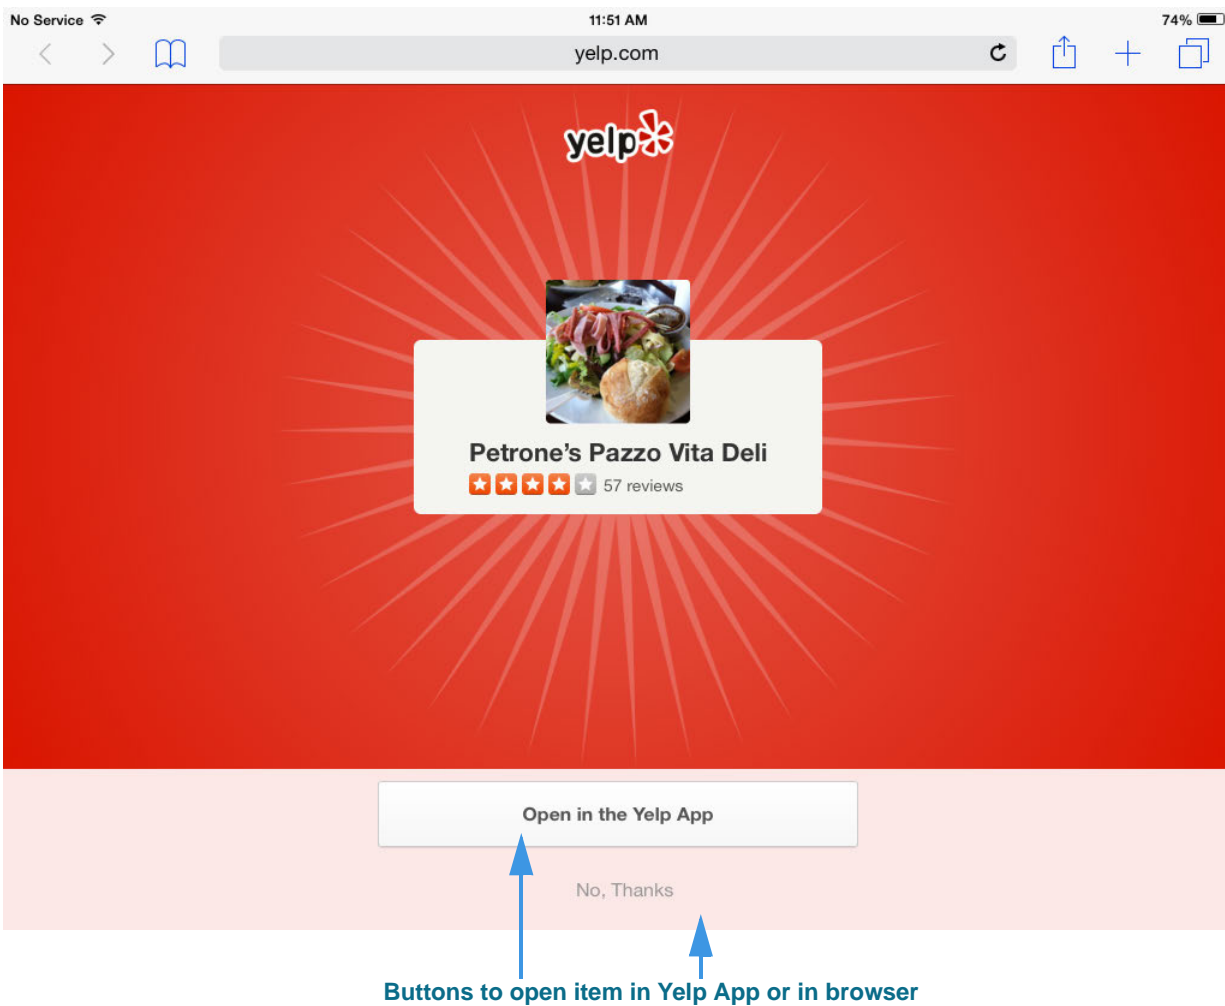 No Service 11:51 AM 74%
yelp.com
yelp
Petrone’s Pazzo Vita Deli
57 reviews
Open in the Yelp App
No, Thanks
Buttons to open item in Yelp App or in browser